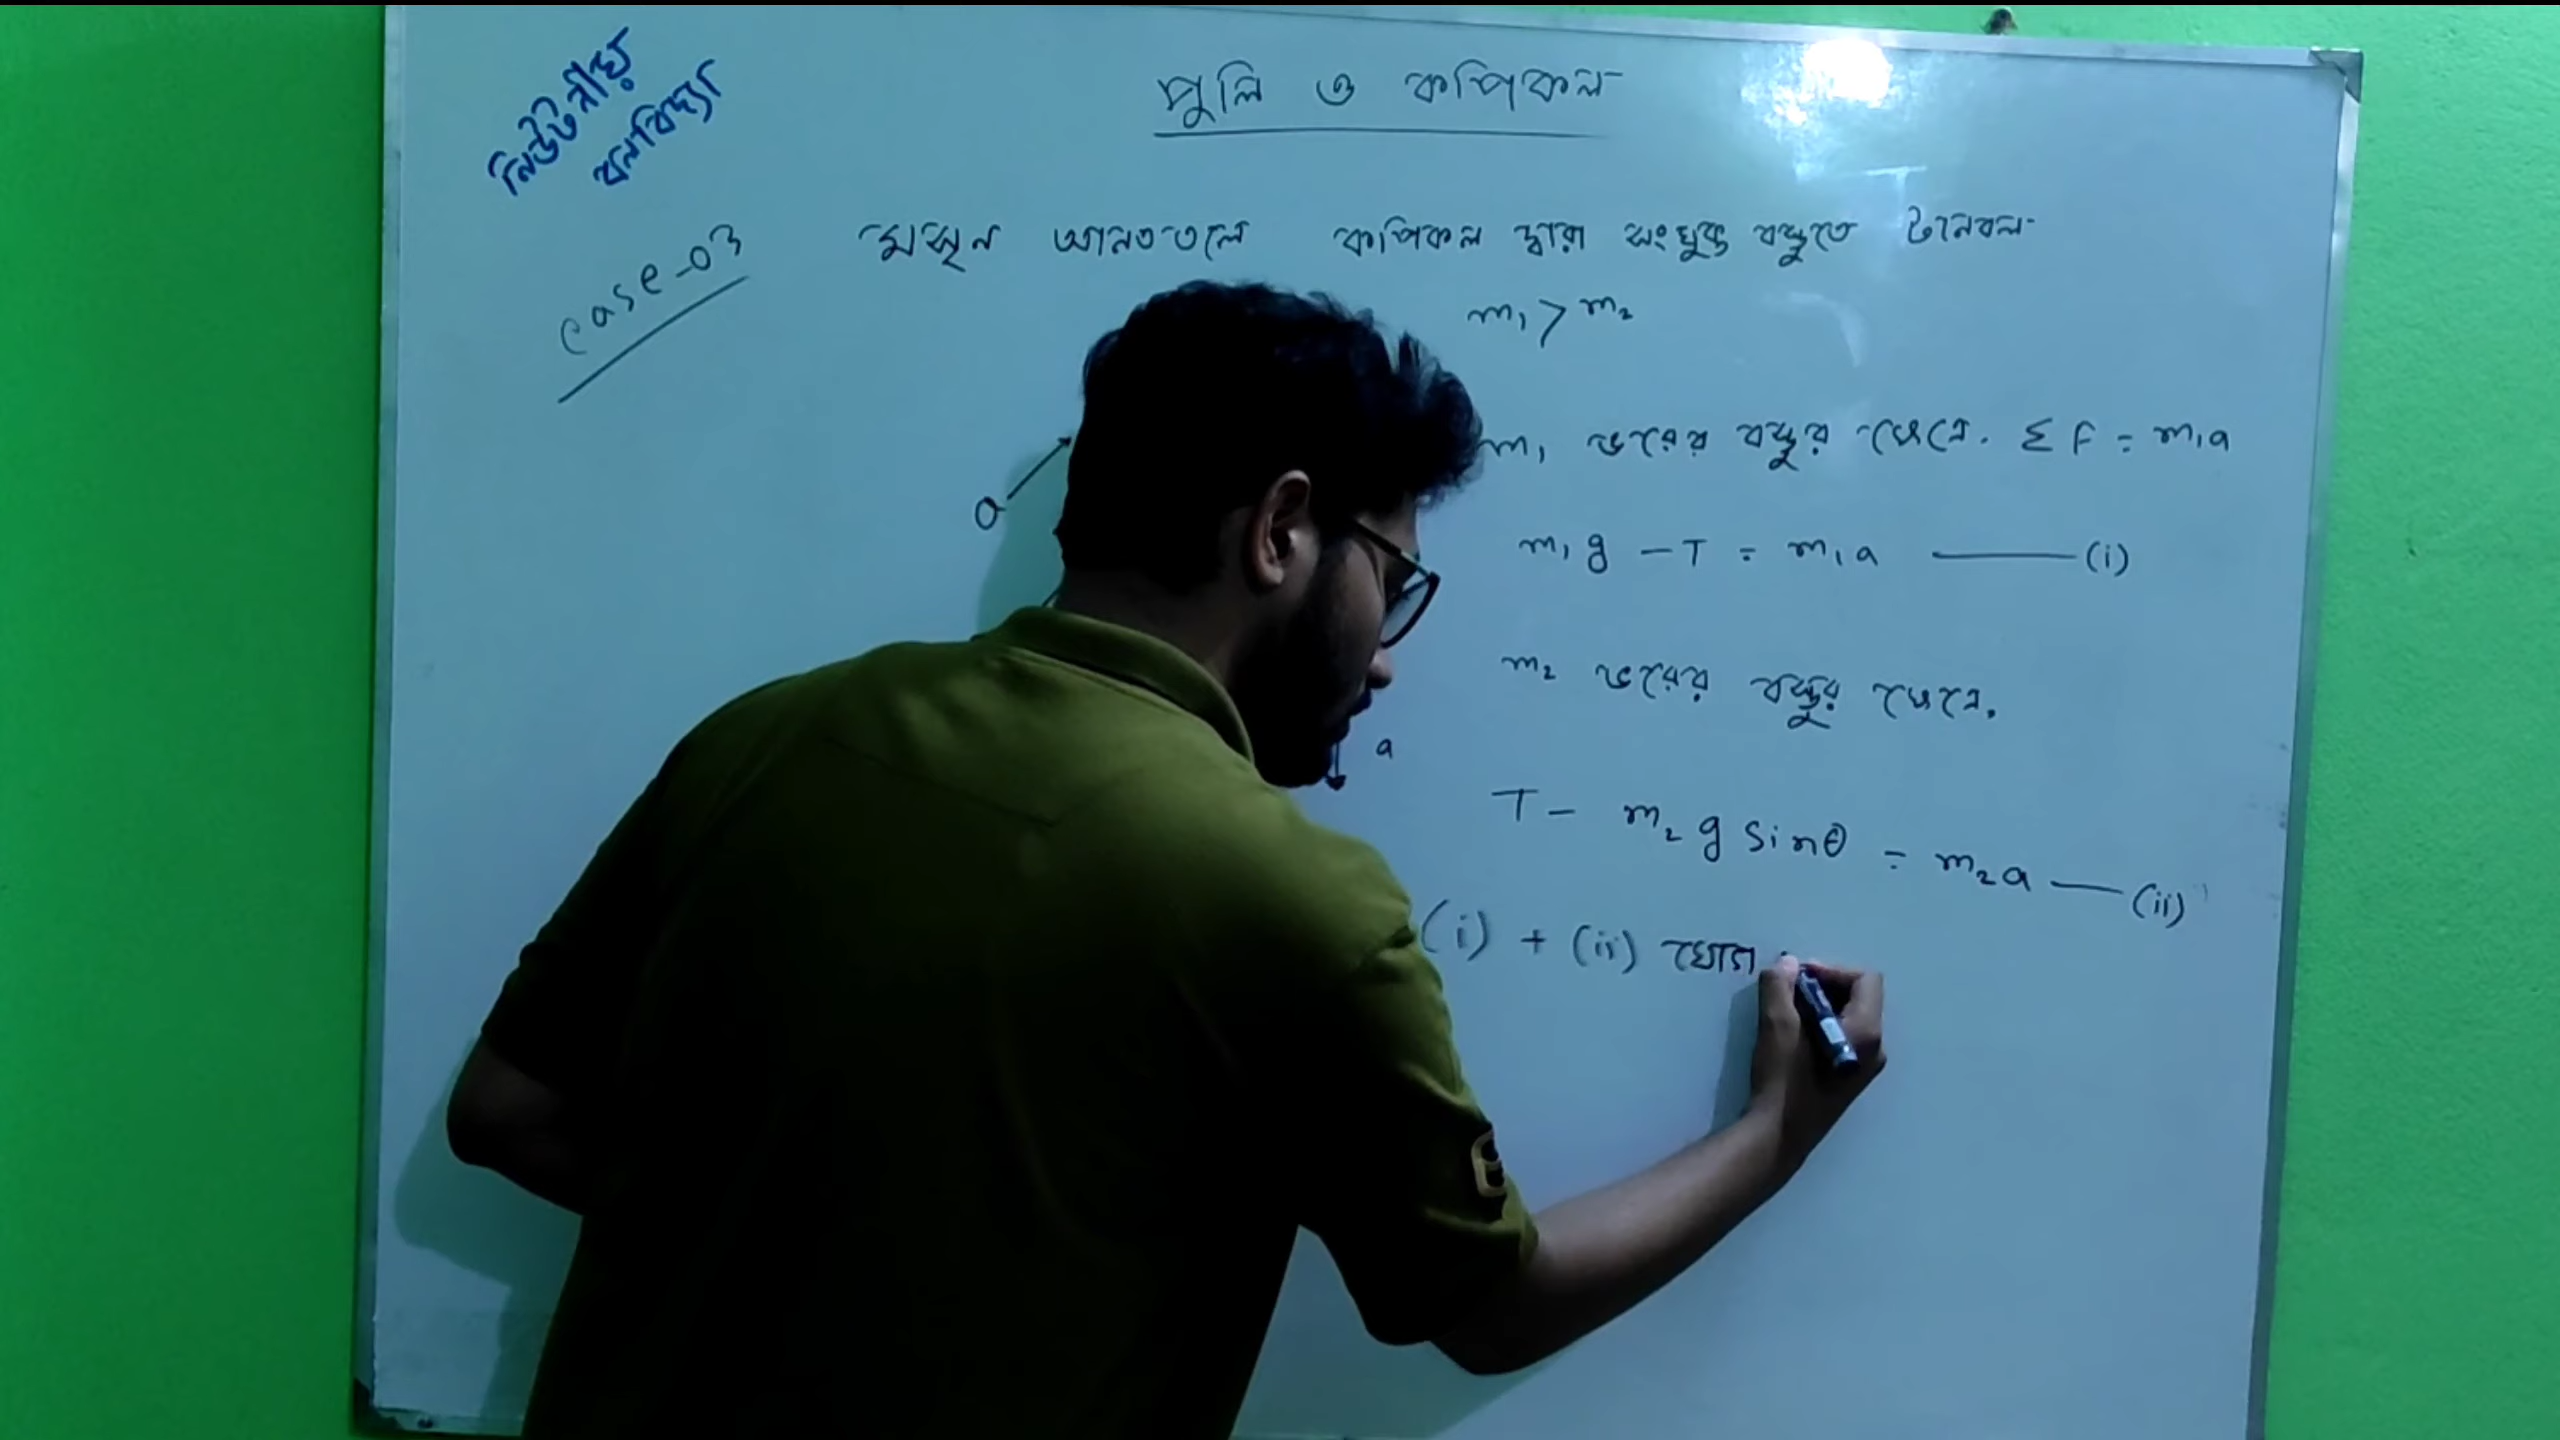 নিউটনীয়
বলবিদ্যা
পুলি ও কপিকল
case-03
মসৃন আনততলে কপিকল দ্বারা সংযুক্ত বস্তুতে টানবল
m₁ > m₂
a
m₁ ভরের বস্তুর ক্ষেত্রে. ΣF = m₁a
m₁g - T = m₁a ——— (i)
m₂ ভরের বস্তুর ক্ষেত্রে,
a
T - m₂g sinθ = m₂a — (ii)
(i) + (ii) যোগ